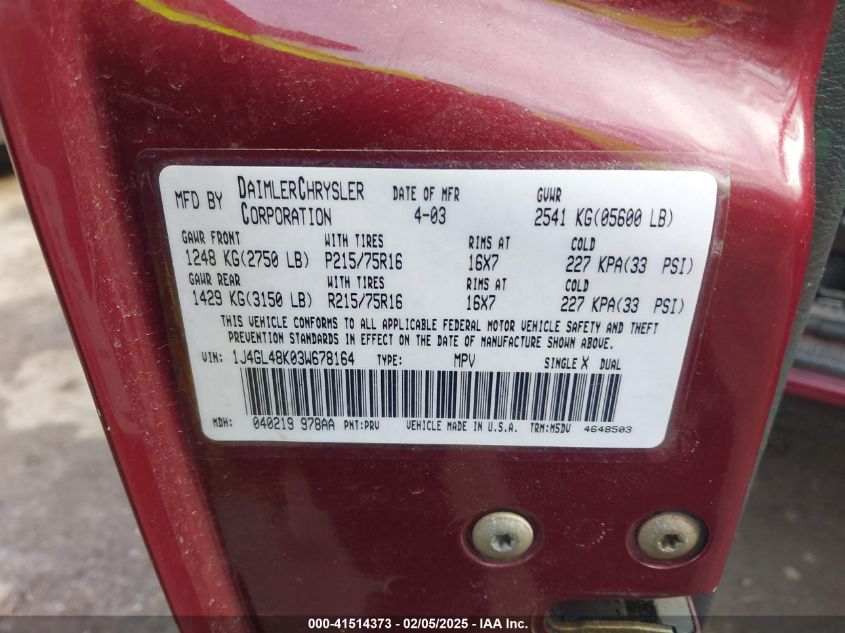 MFD BY DAIMLERCHRYSLER CORPORATION DATE OF MFR 4-03 GVWR 2541 KG(05600 LB)
GAWR FRONT WITH TIRES RIMS AT COLD
1248 KG(2750 LB) P215/75R16 16X7 227 KPA(33 PSI)
GAWR REAR WITH TIRES RIMS AT COLD
1429 KG(3150 LB) R215/75R16 16X7 227 KPA(33 PSI)
THIS VEHICLE CONFORMS TO ALL APPLICABLE FEDERAL MOTOR VEHICLE SAFETY AND THEFT
PREVENTION STANDARDS IN EFFECT ON THE DATE OF MANUFACTURE SHOWN ABOVE.
VIN: 1J4GL48K03W678164 TYPE: MPV SINGLE X DUAL
MDH: 040219 978AA PNT:PRV VEHICLE MADE IN U.S.A. TRM:M5DV 4648503
000-41514373 - 02/05/2025 - IAAI - USE BY IAAI ONLY.